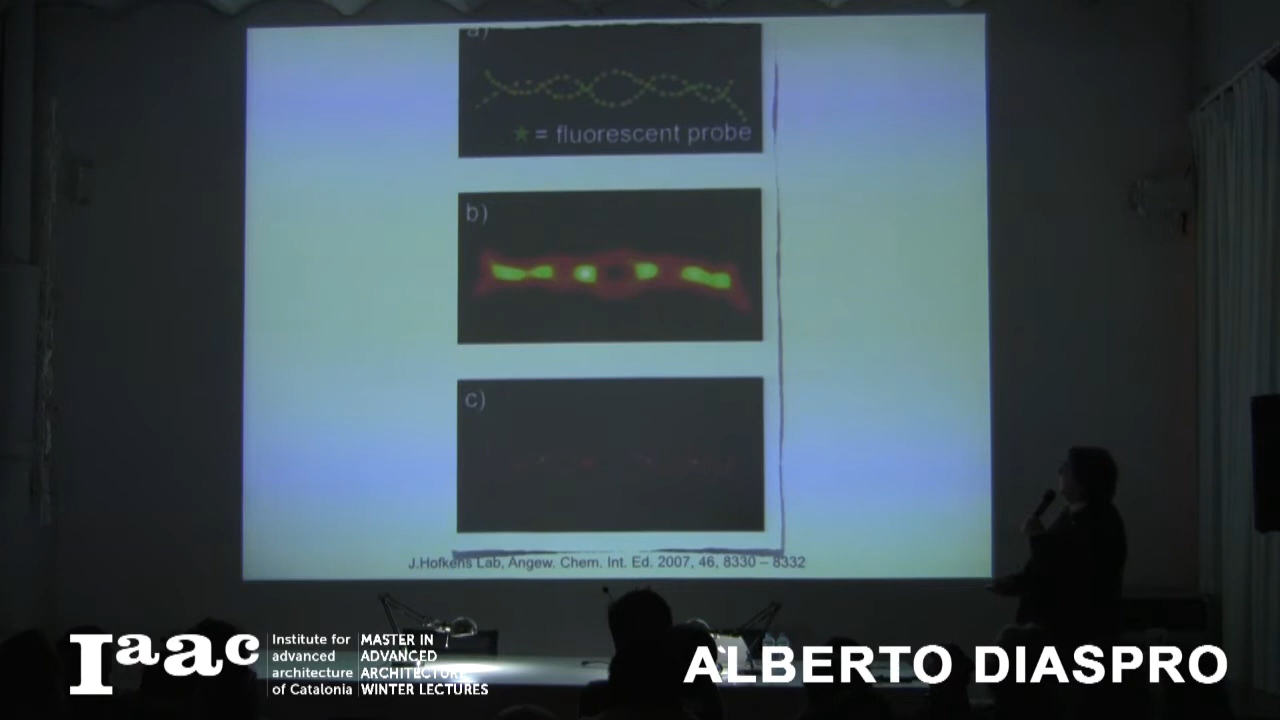 a)
★ = fluorescent probe
b)
c)
J.Hofkens Lab, Angew. Chem. Int. Ed. 2007, 46, 8330 – 8332
Iaac
Institute for
advanced
architecture
of Catalonia
MASTER IN
ADVANCED
ARCHITECTURE
WINTER LECTURES
ALBERTO DIASPRO